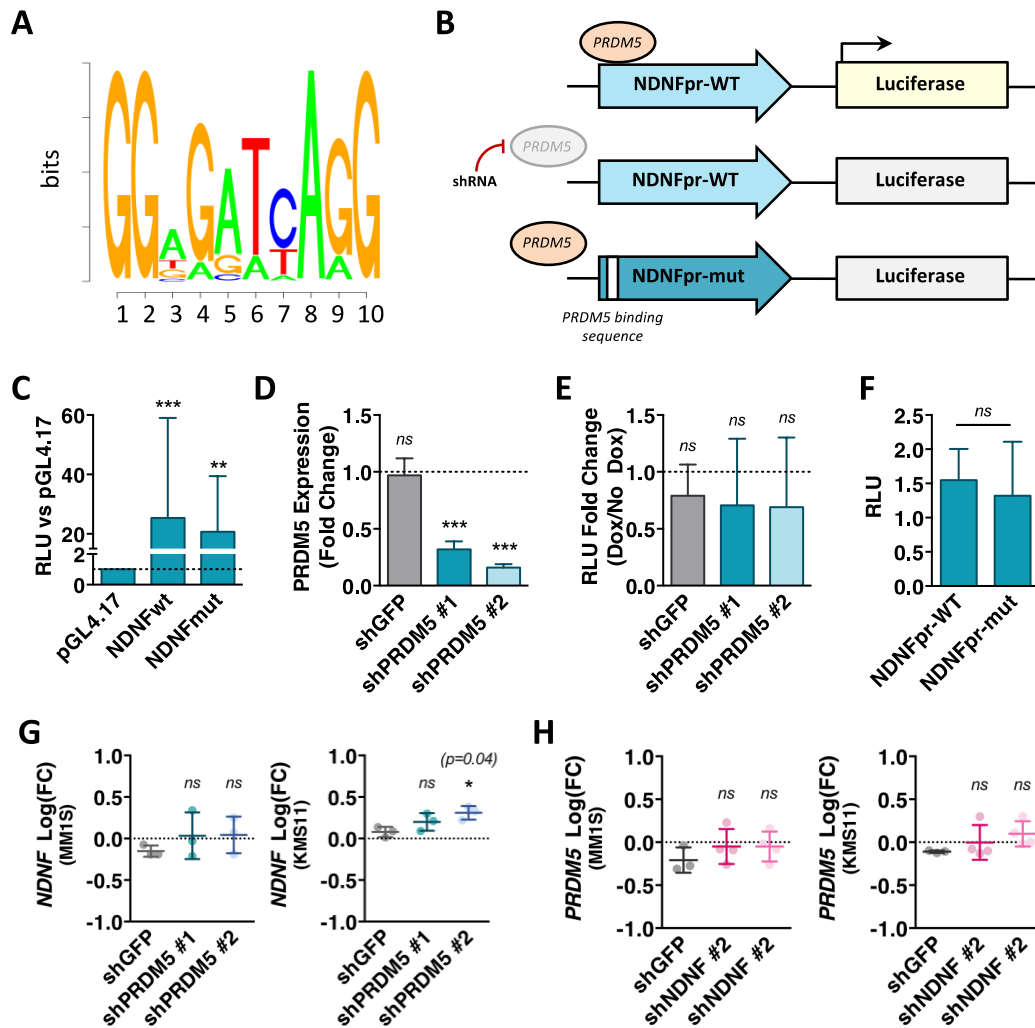 A
bits
GGAGATCAGG
TAGATA
GCA
C
1 2 3 4 5 6 7 8 9 10
B
PRDM5
NDNFpr-WT
Luciferase
PRDM5
shRNA
NDNFpr-WT
Luciferase
PRDM5
NDNFpr-mut
Luciferase
PRDM5 binding
sequence
C
RLU vs pGL4.17
60
40
20
2
0
***
**
pGL4.17
NDNFwt
NDNFmut
D
PRDM5 Expression
(Fold Change)
1.5
1.0
0.5
0.0
ns
***
***
shGFP
shPRDM5 #1
shPRDM5 #2
E
RLU Fold Change
(Dox/No Dox)
1.5
1.0
0.5
0.0
ns
ns
ns
shGFP
shPRDM5 #1
shPRDM5 #2
F
RLU
2.5
2.0
1.5
1.0
0.5
0.0
ns
NDNFpr-WT
NDNFpr-mut
G
NDNF Log(FC)
(MM1S)
1.0
0.5
0.0
-0.5
-1.0
ns
ns
shGFP
shPRDM5 #1
shPRDM5 #2
NDNF Log(FC)
(KMS11)
1.0
0.5
0.0
-0.5
-1.0
ns
(p=0.04)
*
shGFP
shPRDM5 #1
shPRDM5 #2
H
PRDM5 Log(FC)
(MM1S)
1.0
0.5
0.0
-0.5
-1.0
ns
ns
shGFP
shNDNF #2
shNDNF #2
PRDM5 Log(FC)
(KMS11)
1.0
0.5
0.0
-0.5
-1.0
ns
ns
shGFP
shNDNF #2
shNDNF #2